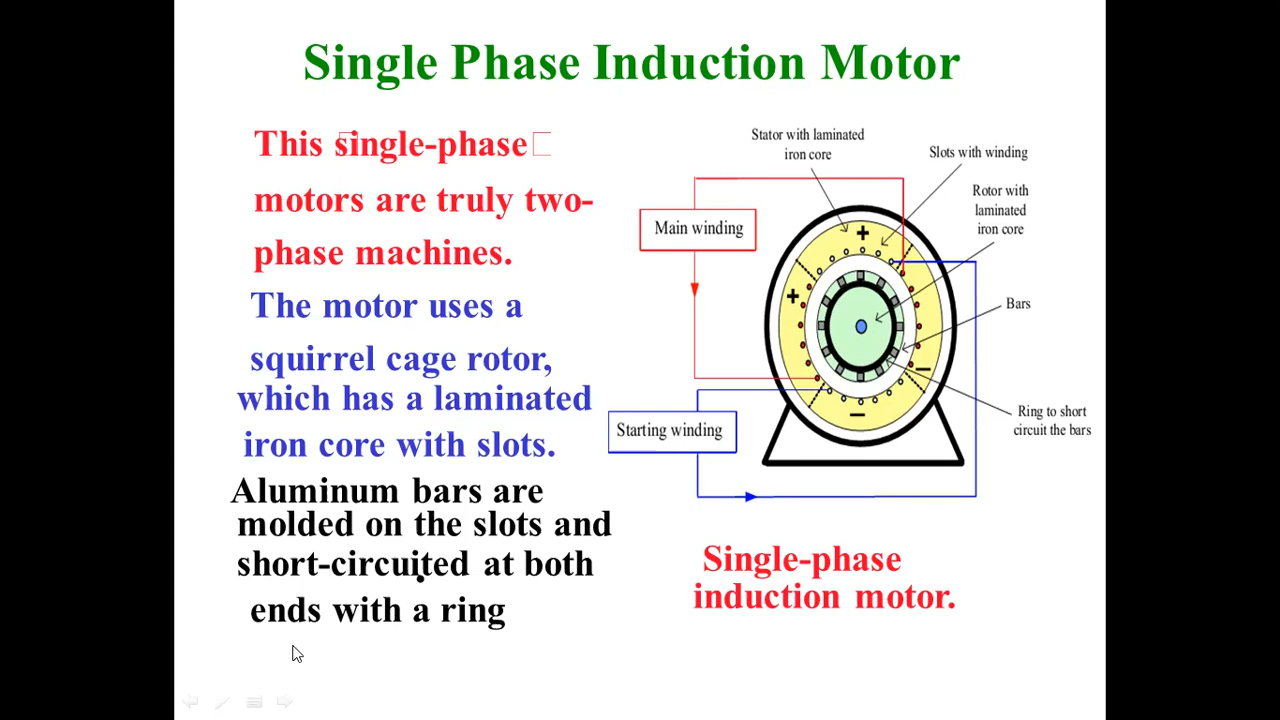 Single Phase Induction Motor
This single-phase
motors are truly two-
phase machines.
The motor uses a
squirrel cage rotor,
which has a laminated
iron core with slots.
Aluminum bars are
molded on the slots and
short-circuited at both
ends with a ring
Stator with laminated
iron core
Slots with winding
Rotor with
laminated
iron core
Main winding
+
+
Bars
−
−
Starting winding
Ring to short
circuit the bars
Single-phase
induction motor.